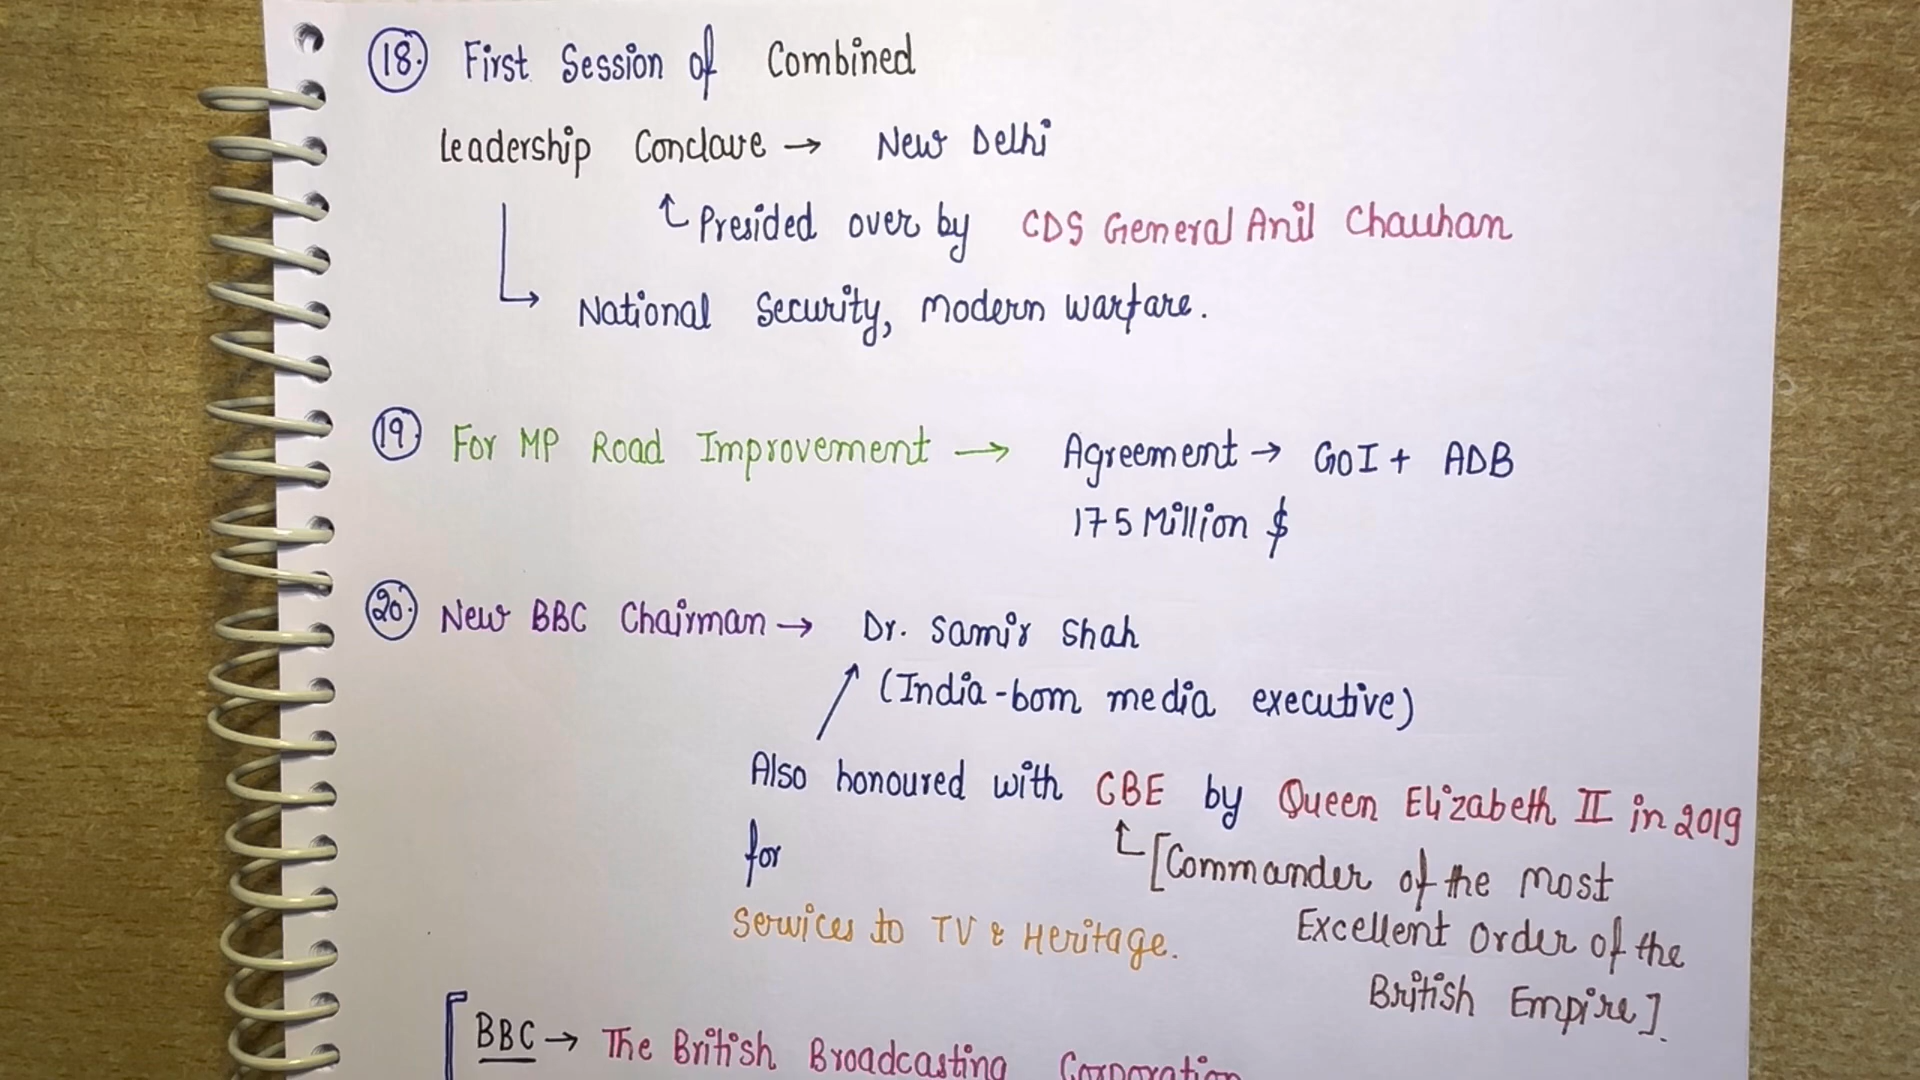 18. First Session of Combined
Leadership Conclave → New Delhi
Presided over by CDS General Anil Chauhan
National Security, Modern warfare.
19. For MP Road Improvement → Agreement → GOI + ADB
175 Million $
20. New BBC Chairman → Dr. Samir Shah
(India-born media executive)
Also honoured with CBE by Queen Elizabeth II in 2019
for
[Commander of the most
Services to TV & Heritage.
Excellent Order of the
British Empire].
BBC → The British Broadcasting Corporation